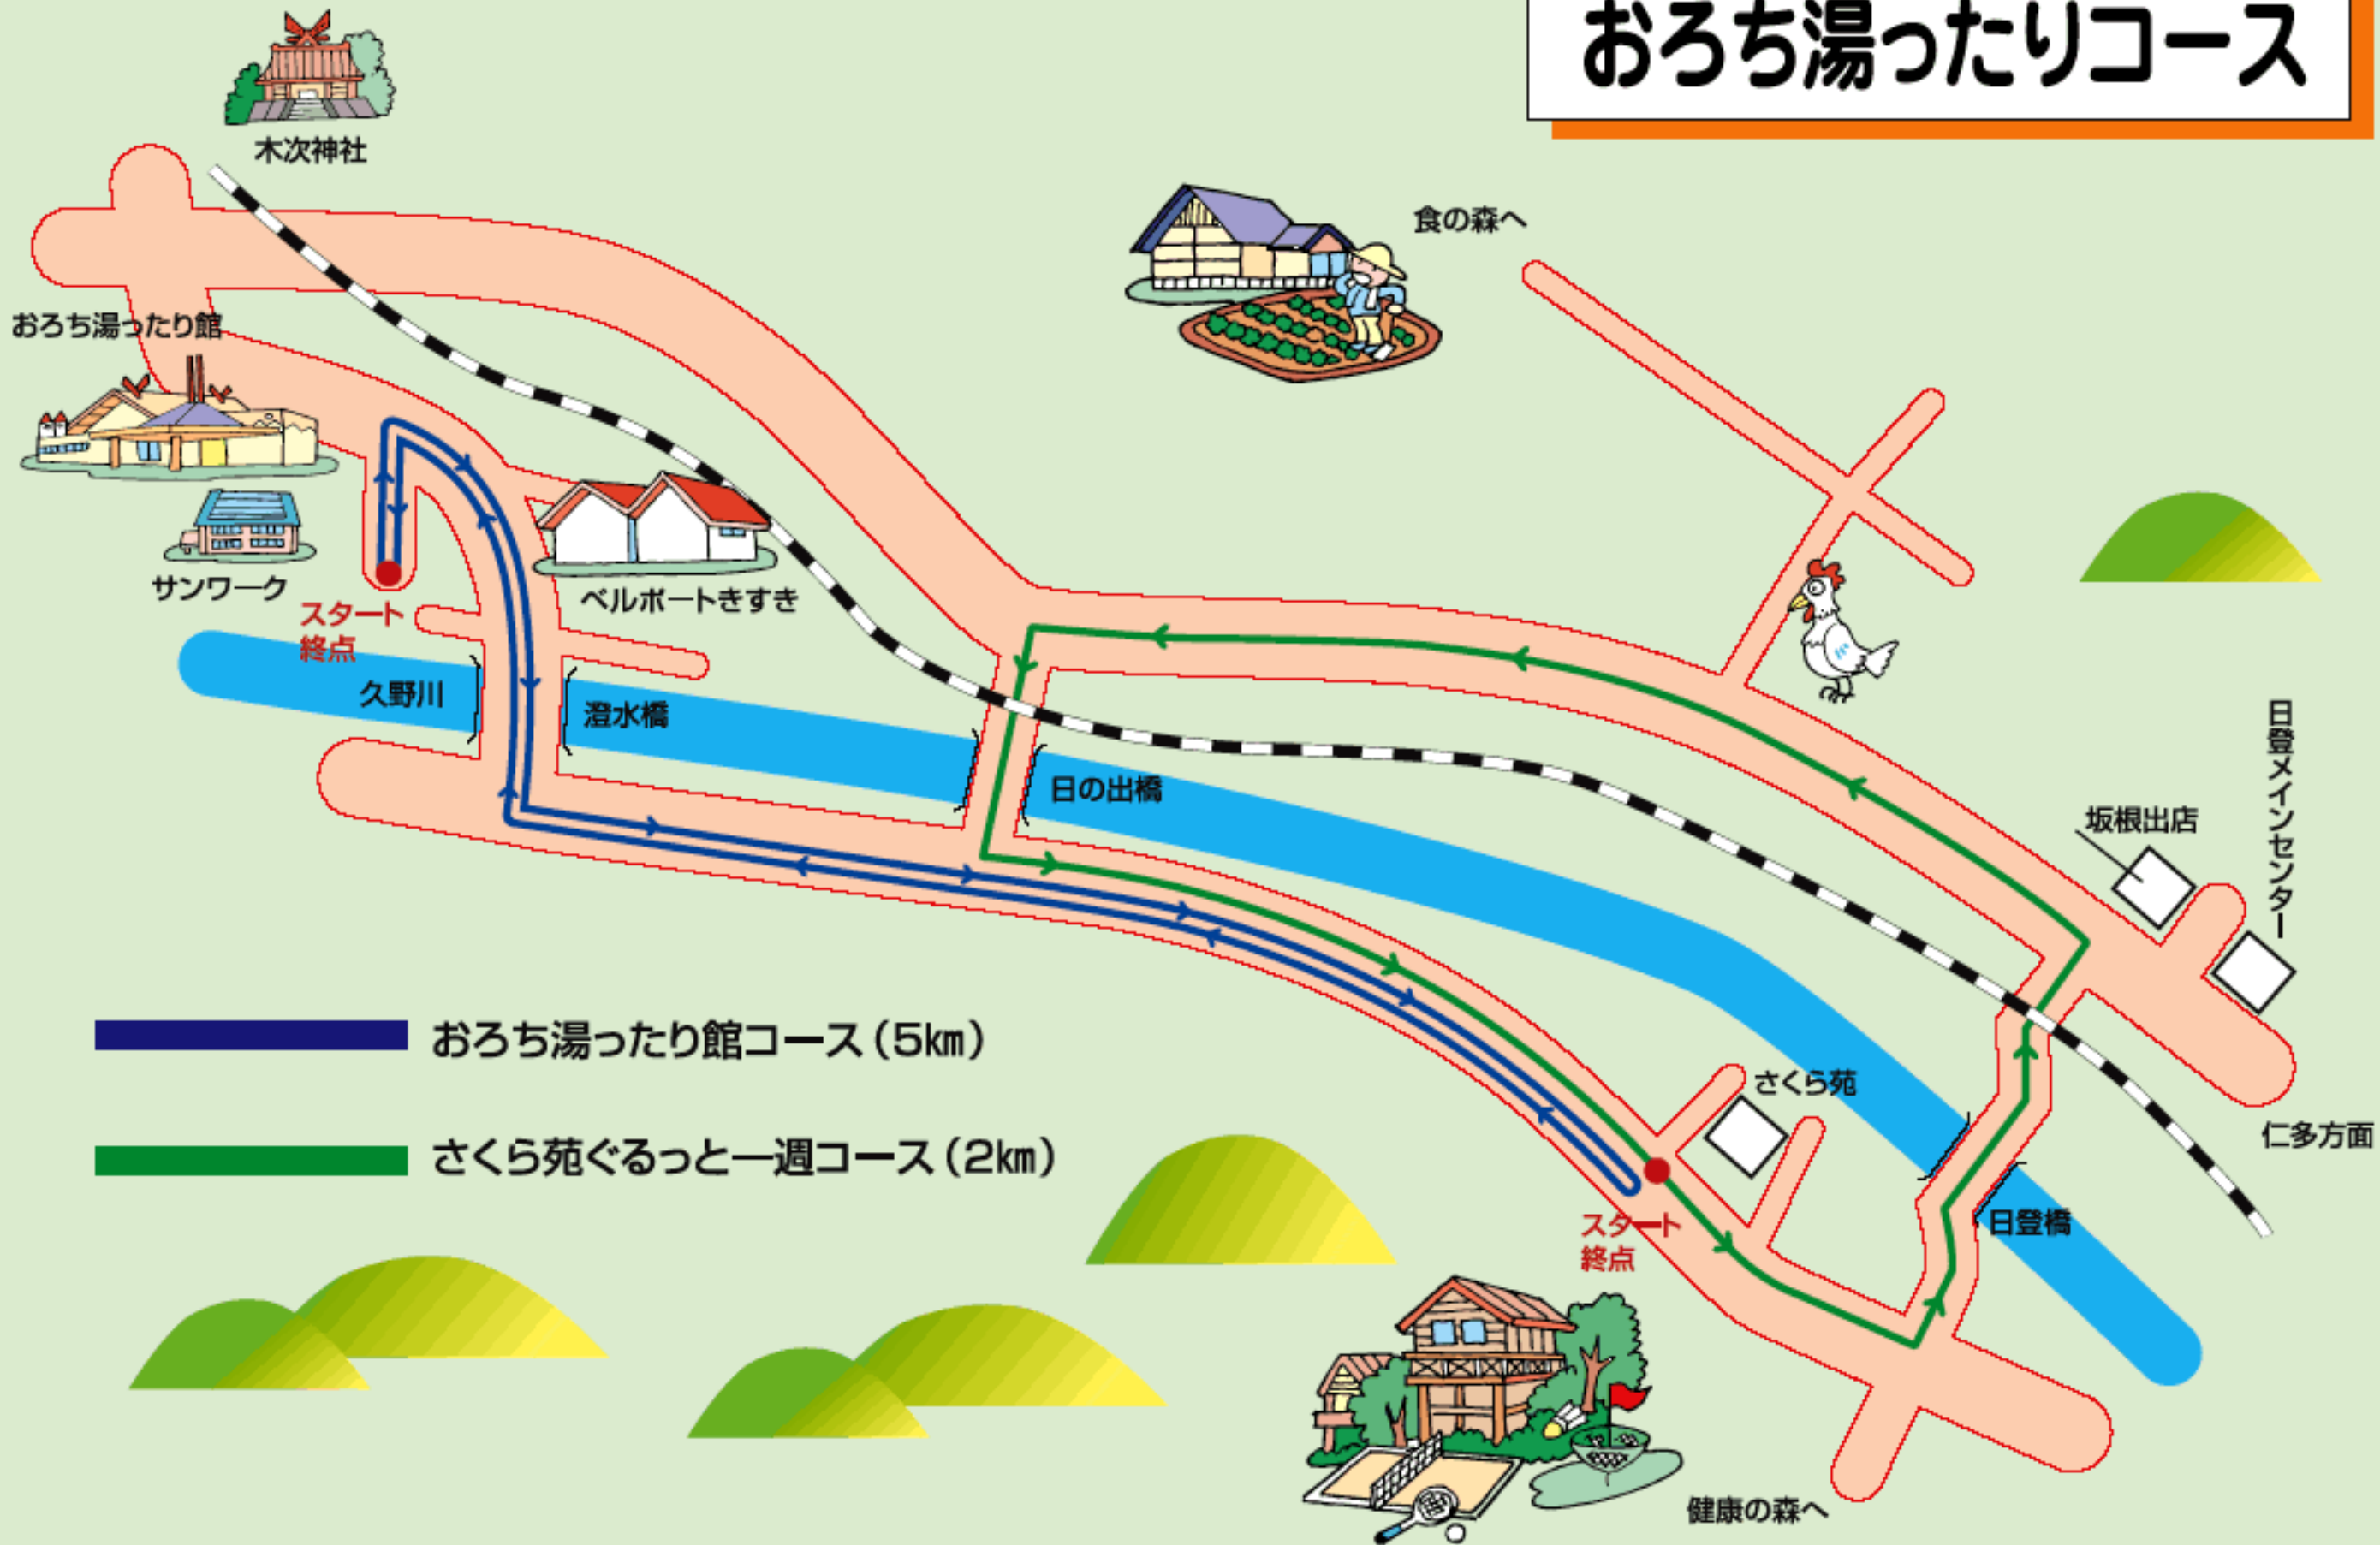 おろち湯ったりコース
木次神社
食の森へ
おろち湯ったり館
サンワーク
スタート
終点
ベルポートきすき
久野川
澄水橋
日の出橋
日登メインセンター
坂根出店
仁多方面
さくら苑
日登橋
スタート
終点
おろち湯ったり館コース(5㎞)
さくら苑ぐるっと一週コース(2㎞)
健康の森へ